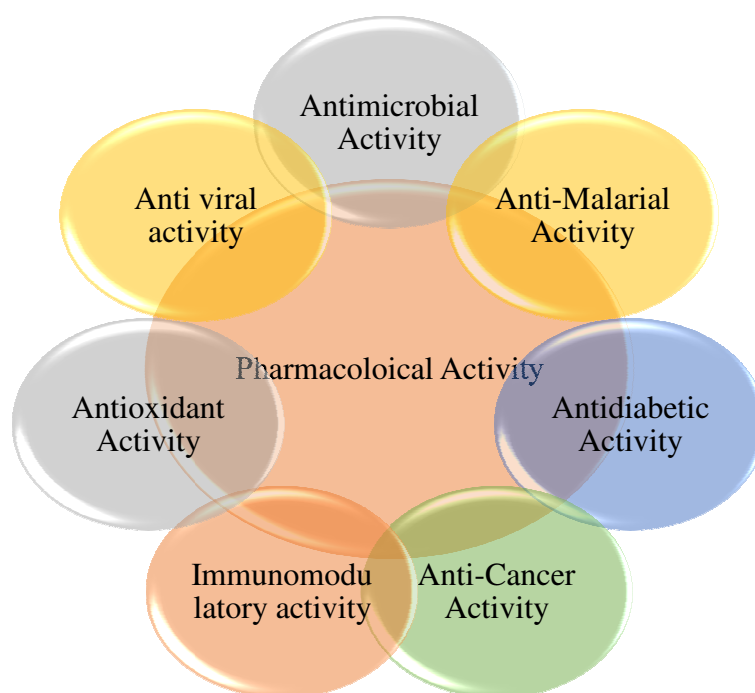 Antimicrobial
Activity
Anti viral
activity
Anti-Malarial
Activity
Pharmacoloical Activity
Antioxidant
Activity
Antidiabetic
Activity
Immunomodu
latory activity
Anti-Cancer
Activity